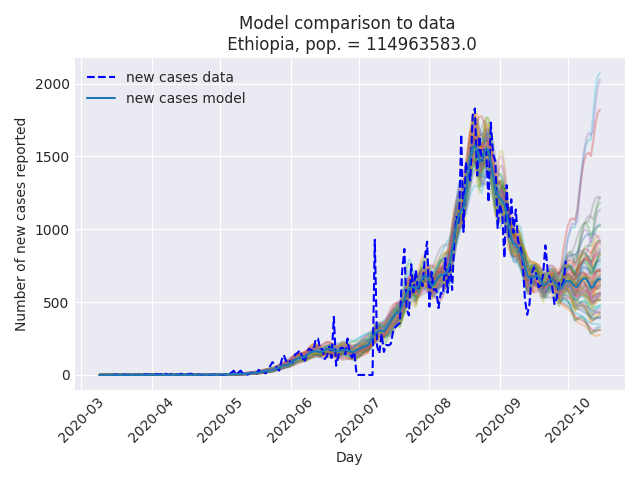 Model comparison to data
Ethiopia, pop. = 114963583.0
new cases data
new cases model
Number of new cases reported
2000
1500
1000
500
0
2020-03
2020-04
2020-05
2020-06
2020-07
2020-08
2020-09
2020-10
Day